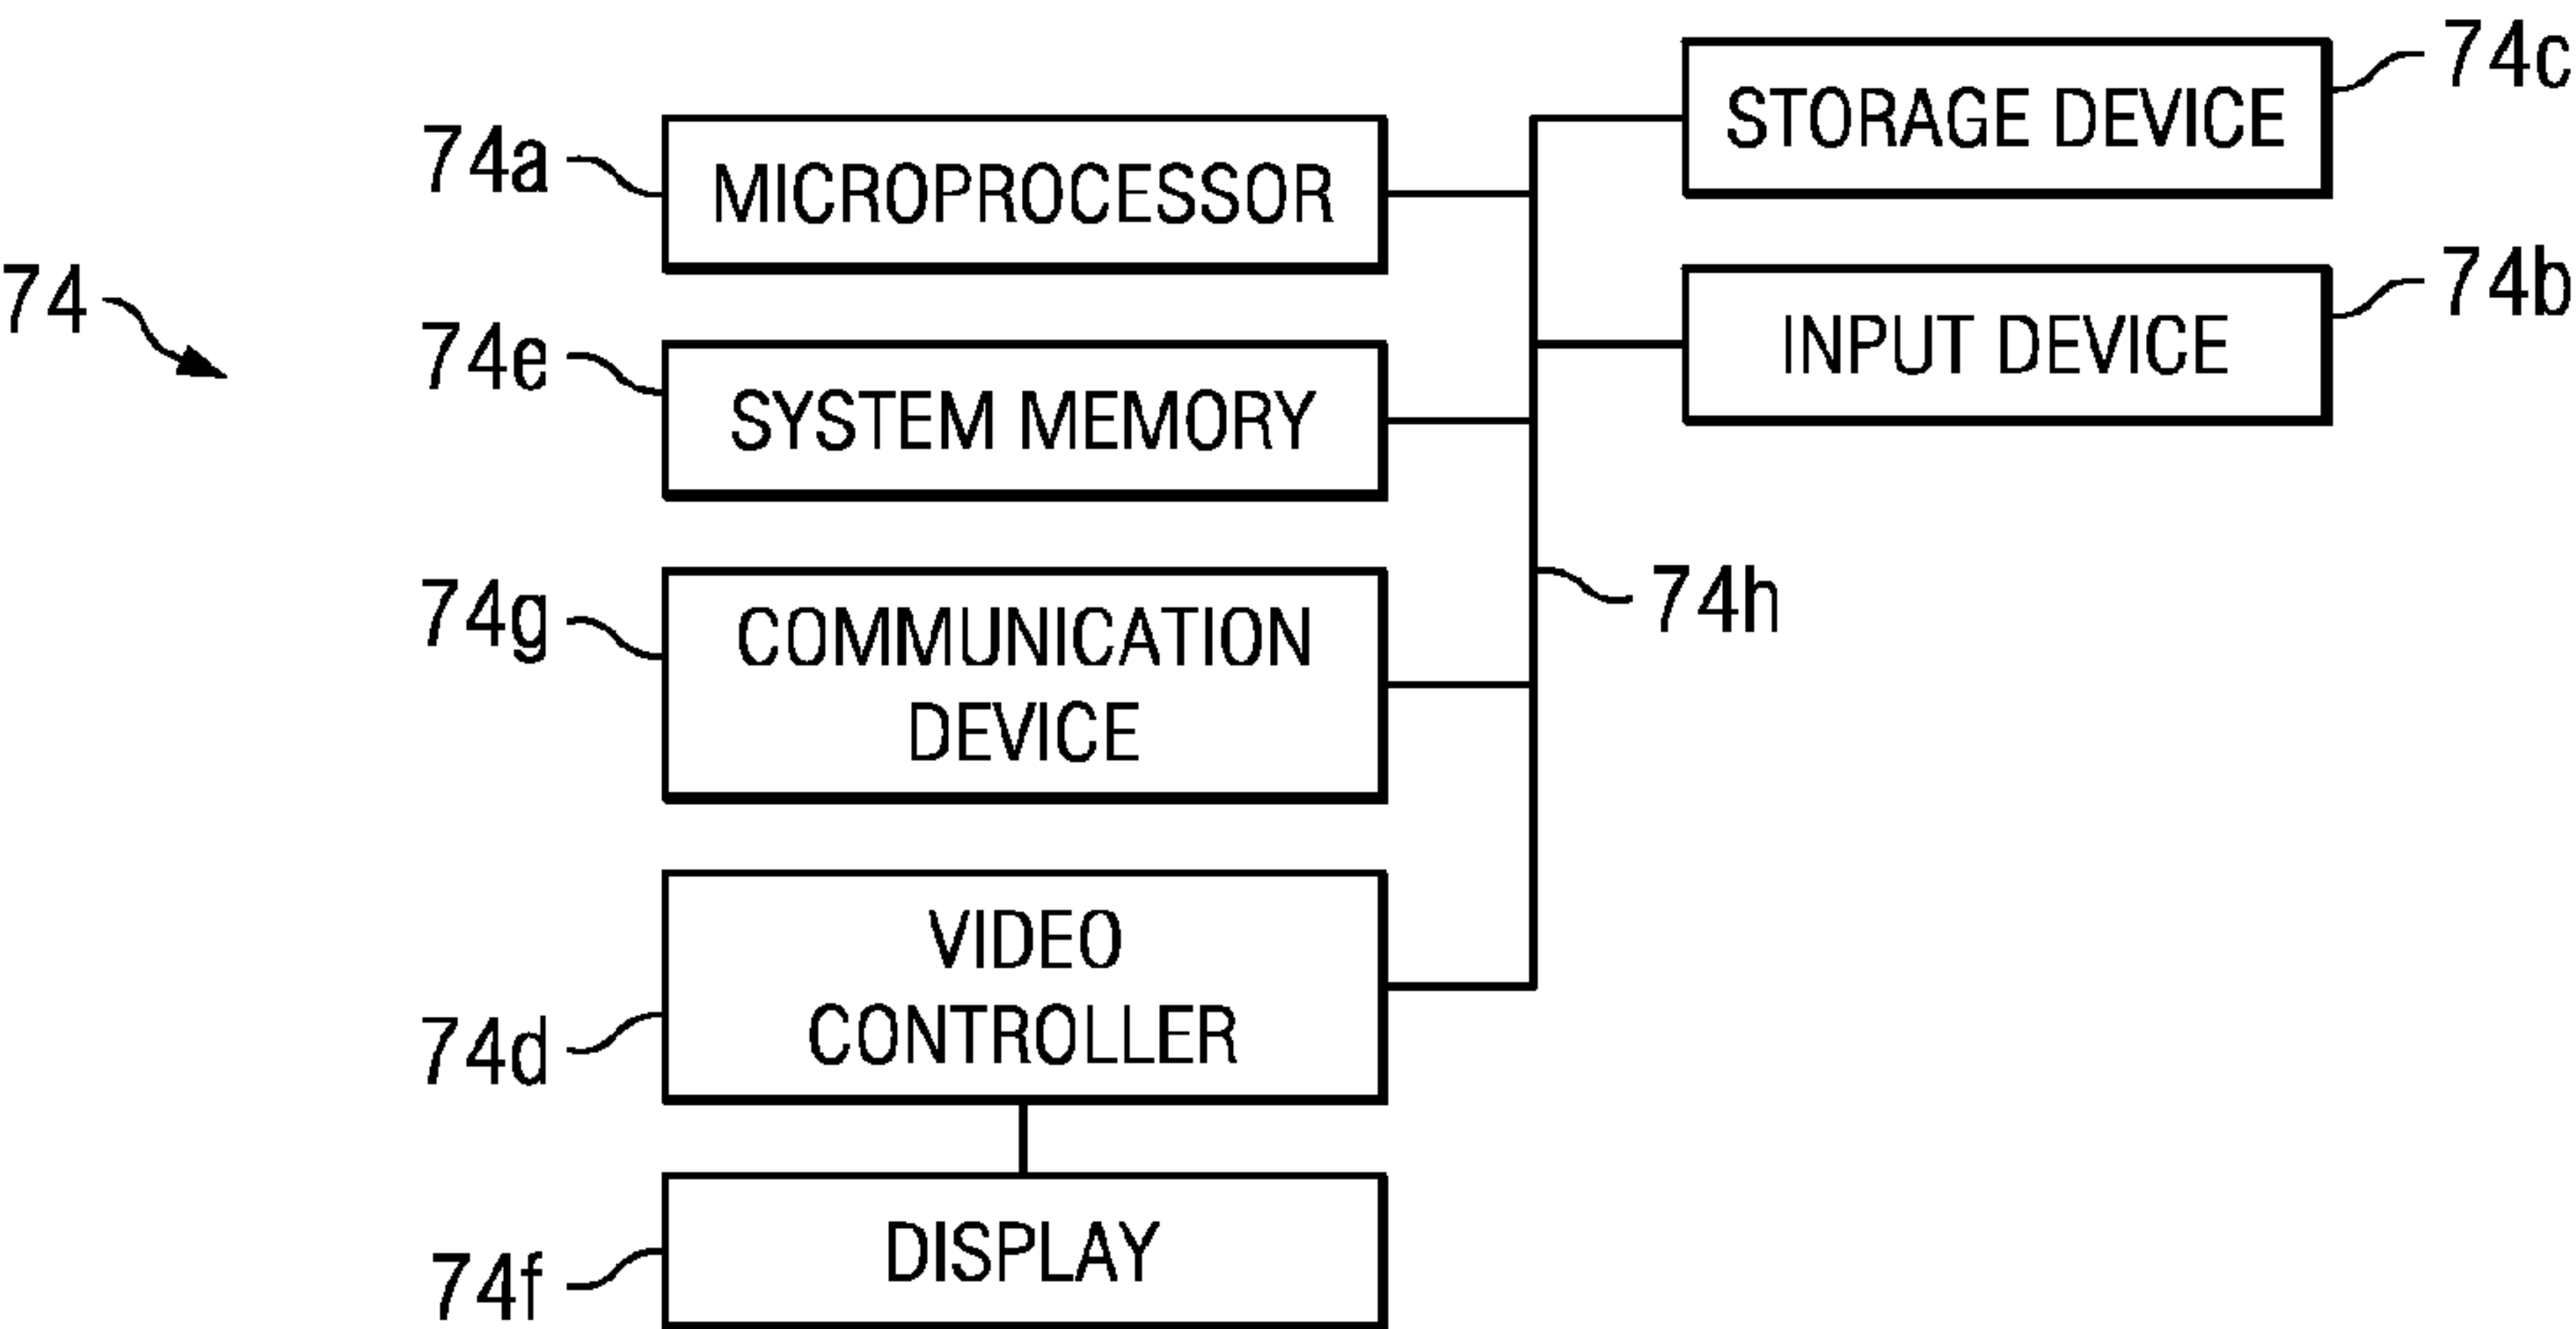 74c
STORAGE DEVICE
74a
MICROPROCESSOR
74
74b
INPUT DEVICE
74e
SYSTEM MEMORY
74g
COMMUNICATION
DEVICE
74h
VIDEO
CONTROLLER
74d
DISPLAY
74f